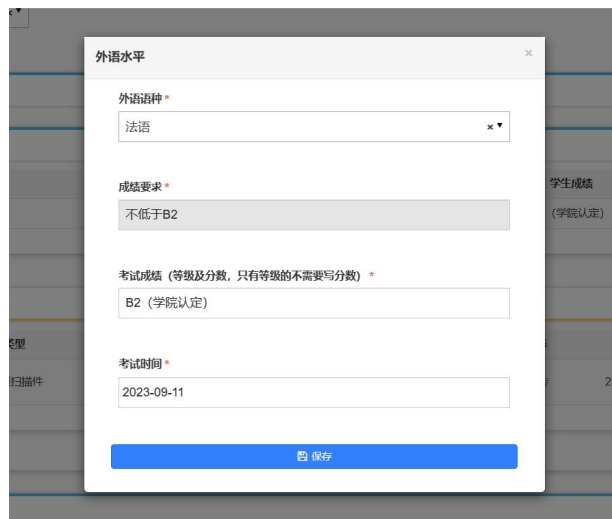 外语水平
×
外语语种 *
法语
× ▼
成绩要求 *
不低于B2
学生成绩
(学院认定)
考试成绩（等级及分数，只有等级的不需要写分数） *
B2（学院认定）
类型
扫描件
2
考试时间 *
2023-09-11
保存